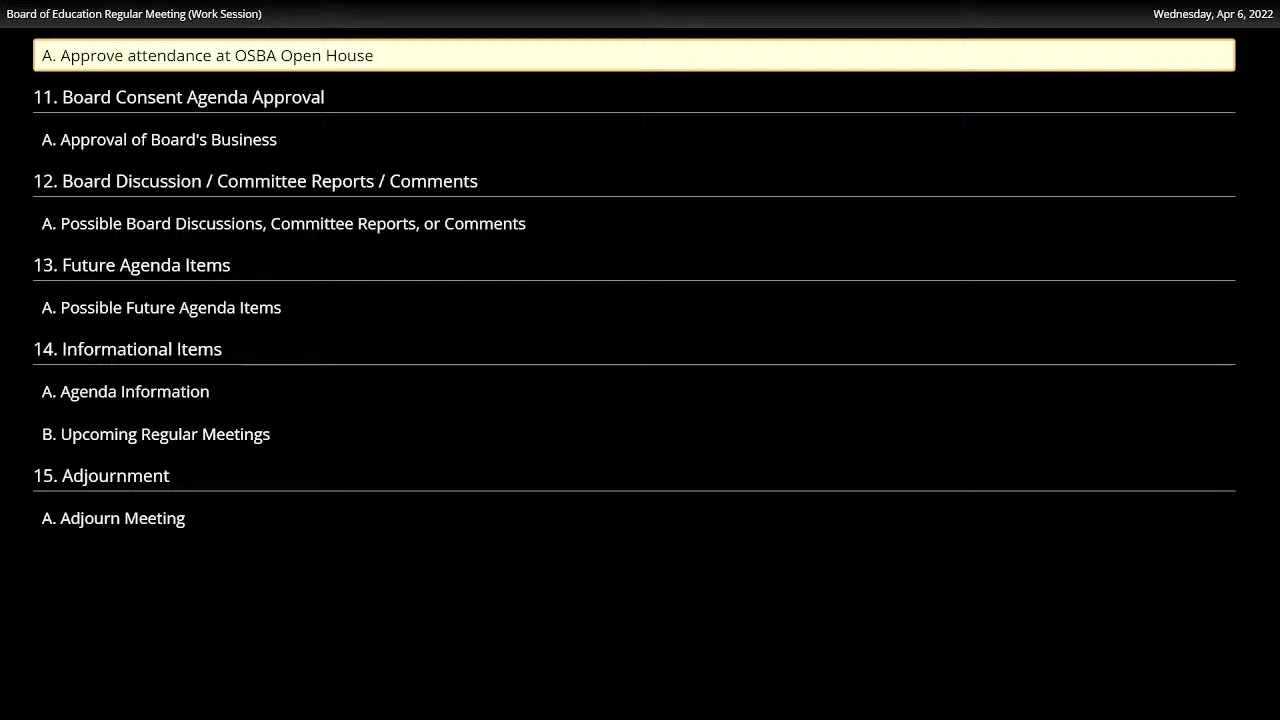 Board of Education Regular Meeting (Work Session)
Wednesday, Apr 6, 2022
A. Approve attendance at OSBA Open House
11. Board Consent Agenda Approval
A. Approval of Board's Business
12. Board Discussion / Committee Reports / Comments
A. Possible Board Discussions, Committee Reports, or Comments
13. Future Agenda Items
A. Possible Future Agenda Items
14. Informational Items
A. Agenda Information
B. Upcoming Regular Meetings
15. Adjournment
A. Adjourn Meeting